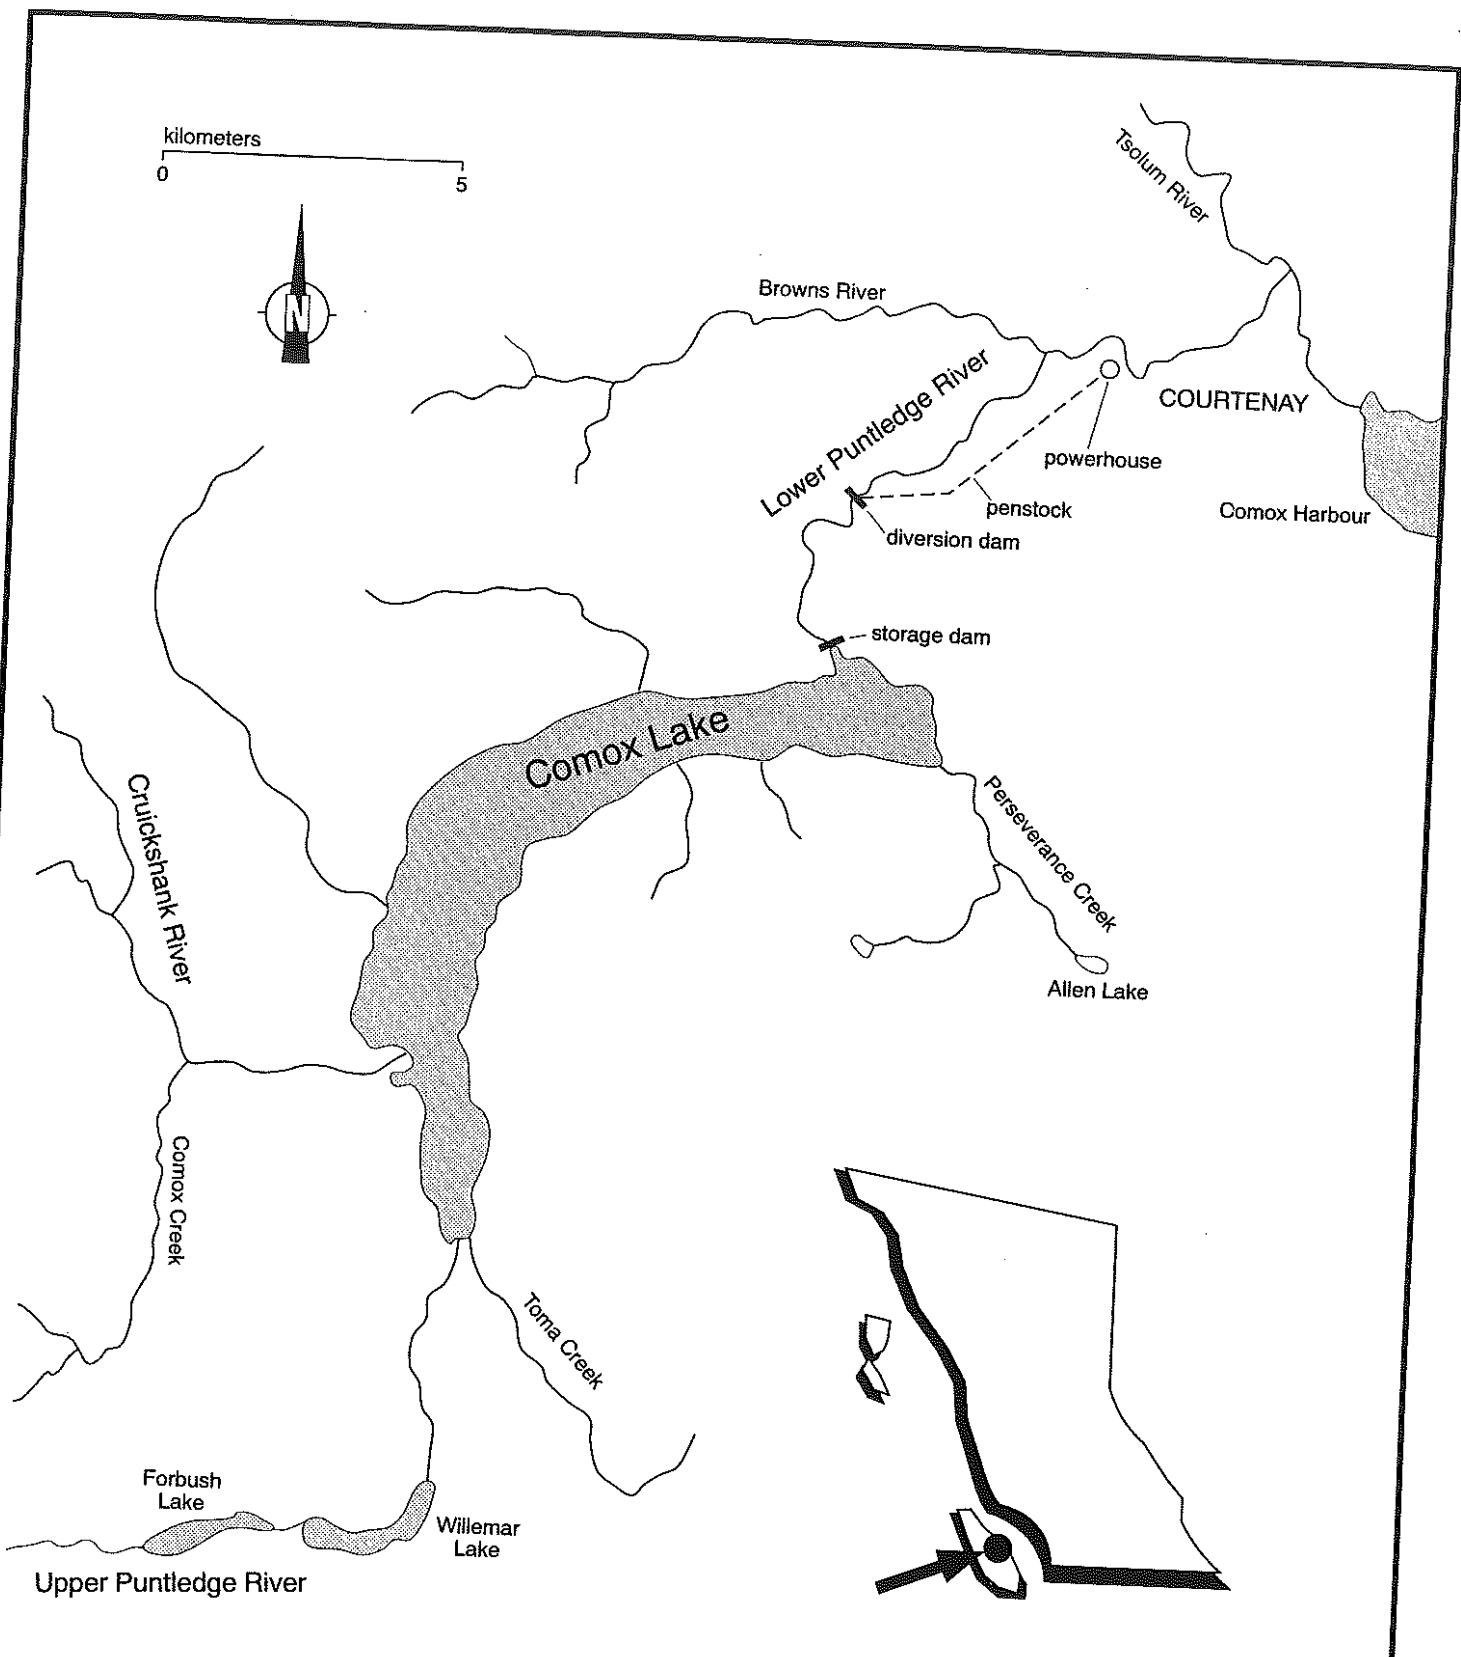 kilometers
0
5
N
Tsolum River
Browns River
Lower Puntledge River
COURTENAY
powerhouse
penstock
Comox Harbour
diversion dam
storage dam
Comox Lake
Cruickshank River
Perseverance Creek
Allen Lake
Comox Creek
Toma Creek
Forbush
Lake
Willemar
Lake
Upper Puntledge River